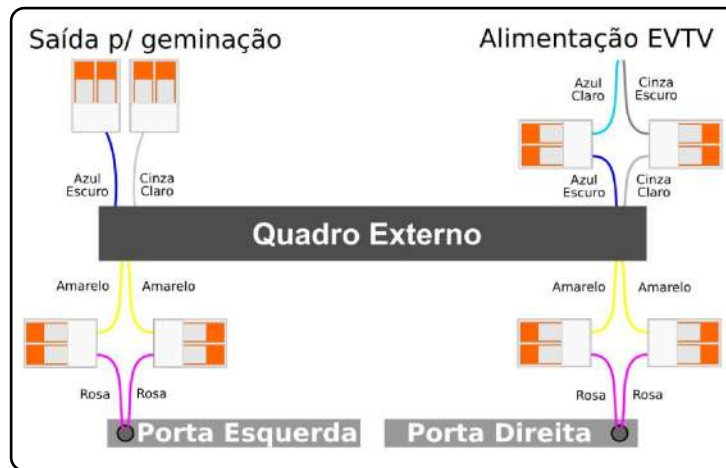 Saída p/ geminação
Alimentação EVTV
Azul
Claro
Cinza
Escuro
Azul
Escuro
Cinza
Claro
Azul
Escuro
Cinza
Claro
Quadro Externo
Amarelo
Amarelo
Amarelo
Amarelo
Rosa
Rosa
Rosa
Rosa
Porta Esquerda
Porta Direita